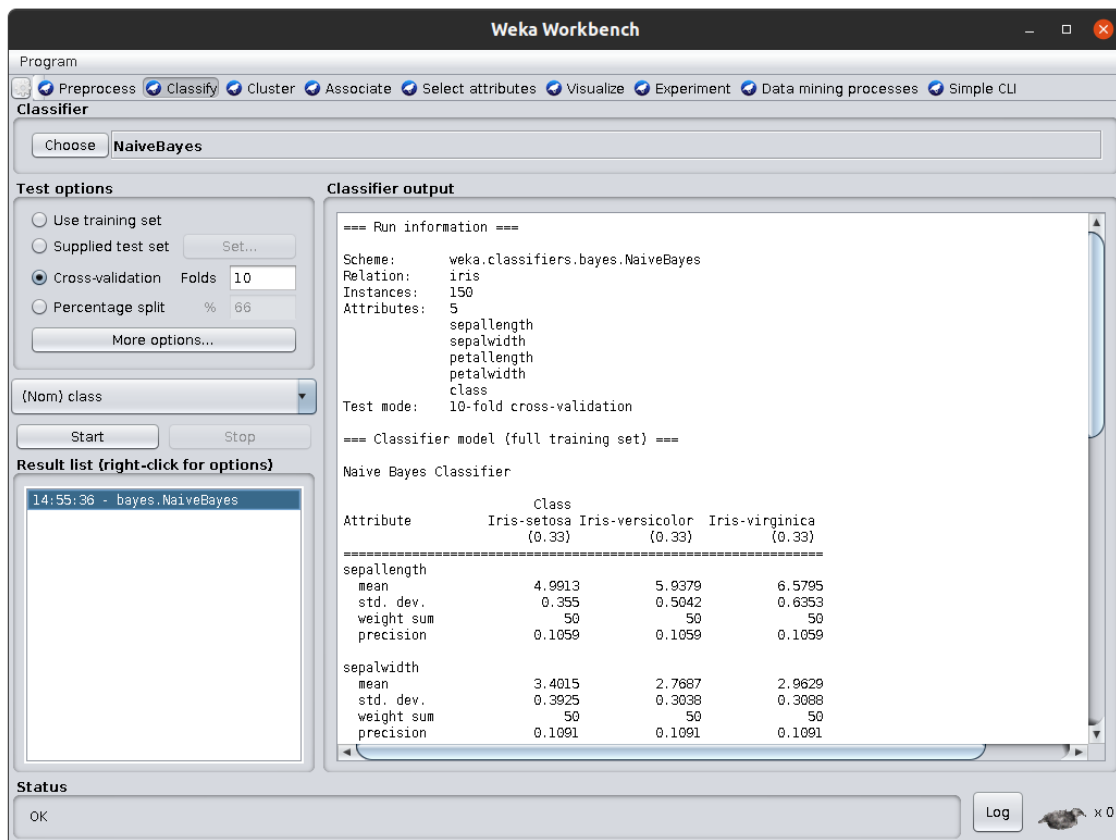 Weka Workbench
Program
Preprocess Classify Cluster Associate Select attributes Visualize Experiment Data mining processes Simple CLI
Classifier
Choose NaiveBayes
Test options
Use training set
Supplied test set Set...
Cross-validation Folds 10
Percentage split % 66
More options...
(Nom) class
Start Stop
Result list (right-click for options)
14:55:36 - bayes.NaiveBayes
Classifier output
=== Run information ===
Scheme: weka.classifiers.bayes.NaiveBayes
Relation: iris
Instances: 150
Attributes: 5
sepallength
sepalwidth
petallength
petalwidth
class
Test mode: 10-fold cross-validation
=== Classifier model (full training set) ===
Naive Bayes Classifier
Class
Attribute Iris-setosa Iris-versicolor Iris-virginica
(0.33) (0.33) (0.33)
===============================================================
sepallength
mean 4.9913 5.9379 6.5795
std. dev. 0.355 0.5042 0.6353
weight sum 50 50 50
precision 0.1059 0.1059 0.1059
sepalwidth
mean 3.4015 2.7687 2.9629
std. dev. 0.3925 0.3038 0.3088
weight sum 50 50 50
precision 0.1091 0.1091 0.1091
Status
OK
Log
x 0